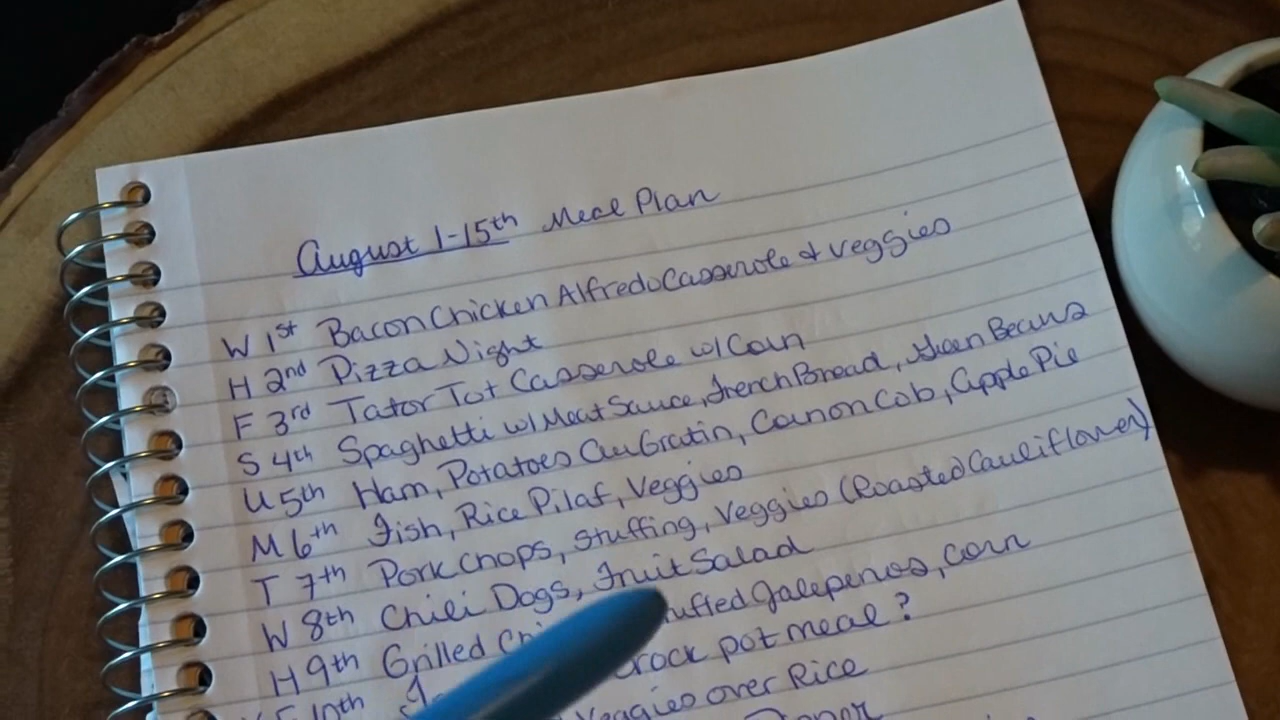 August 1-15th Meal Plan
W 1st Bacon Chicken Alfredo Casserole & veggies
H 2nd Pizza Night
F 3rd Tator Tot Casserole w/ Corn
S 4th Spaghetti w/ Meat Sauce, French Bread, Green Beans
U 5th Ham, Potatoes Au Gratin, Corn on Cob, Apple Pie
M 6th Fish, Rice Pilaf, Veggies
T 7th Pork Chops, Stuffing, Veggies (Roasted Cauliflower)
W 8th Chili Dogs, Fruit Salad
H 9th Grilled Jalepenos, corn
F 10th crock pot meal?
Veggies over Rice